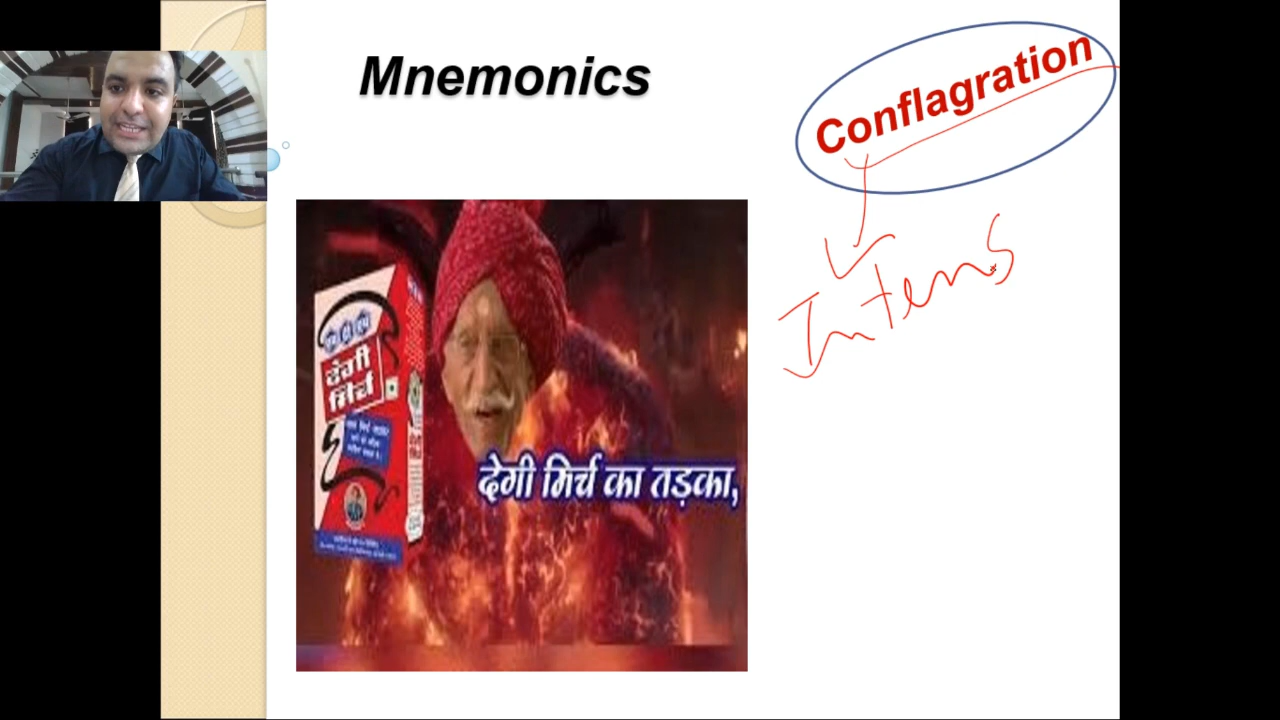 Mnemonics
Conflagration
Intens
देगी
मिर्च
देगी मिर्च का तड़का,